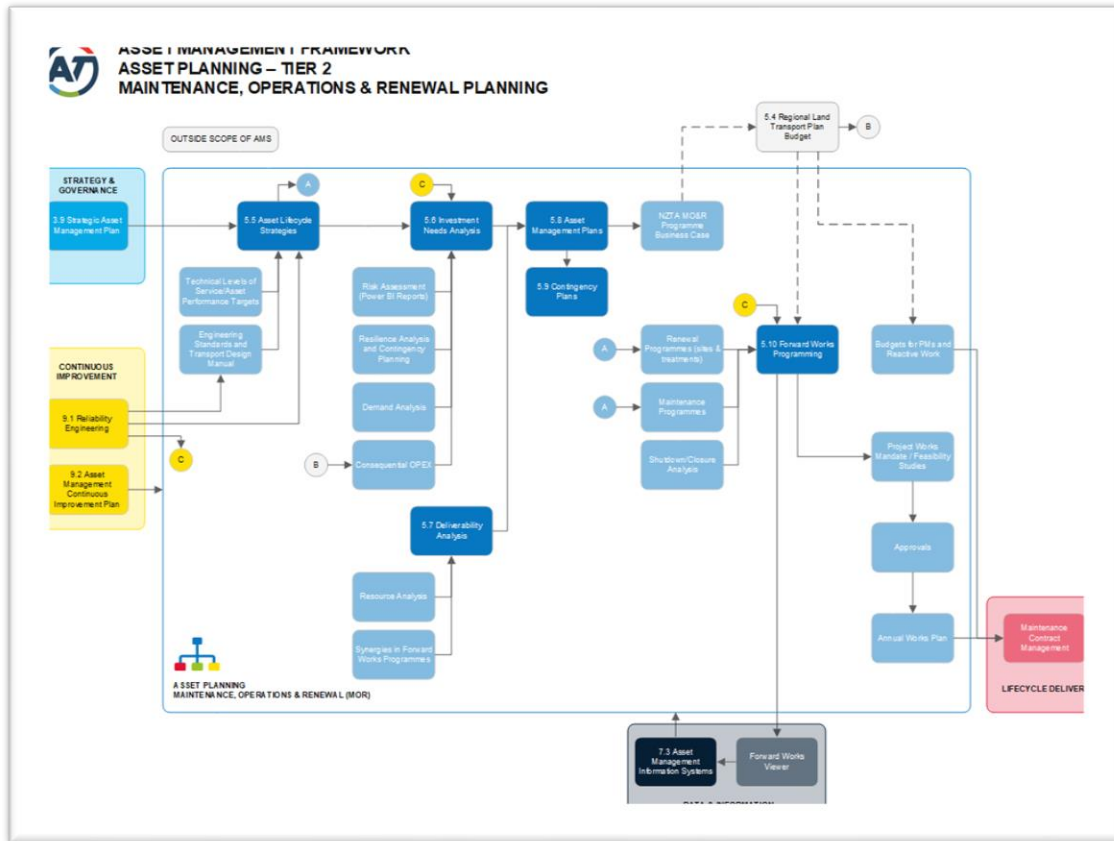 AT
ASSET MANAGEMENT FRAMEWORK
ASSET PLANNING – TIER 2
MAINTENANCE, OPERATIONS & RENEWAL PLANNING
OUTSIDE SCOPE OF AMS
5.4 Regional Land
Transport Plan
Budget
B
STRATEGY &
GOVERNANCE
3.9 Strategic Asset
Management Plan
A
5.5 Asset Lifecycle
Strategies
C
5.6 Investment
Needs Analysis
5.8 Asset
Management Plans
NZTA MO&R
Programme
Business Case
5.9 Contingency
Plans
Technical Levels of
Service/Asset
Performance Targets
Engineering
Standards and
Transport Design
Manual
Risk Assessment
(Power BI Reports)
Resilience Analysis
and Contingency
Planning
Demand Analysis
B
Consequential OPEX
CONTINUOUS
IMPROVEMENT
9.1 Reliability
Engineering
C
9.2 Asset
Management
Continuous
Improvement Plan
C
A
Renewal
Programmes (sites &
treatments)
5.10 Forward Works
Programming
Budgets for PMs and
Reactive Work
A
Maintenance
Programmes
Shutdown/Closure
Analysis
Project Works
Mandate / Feasibility
Studies
5.7 Deliverability
Analysis
Approvals
Resource Analysis
Synergies in Forward
Works Programmes
Annual Works Plan
Maintenance
Contract
Management
LIFECYCLE DELIVER
ASSET PLANNING
MAINTENANCE, OPERATIONS & RENEWAL (MOR)
7.3 Asset
Management
Information Systems
Forward Works
Viewer
DATA & INFORMATION